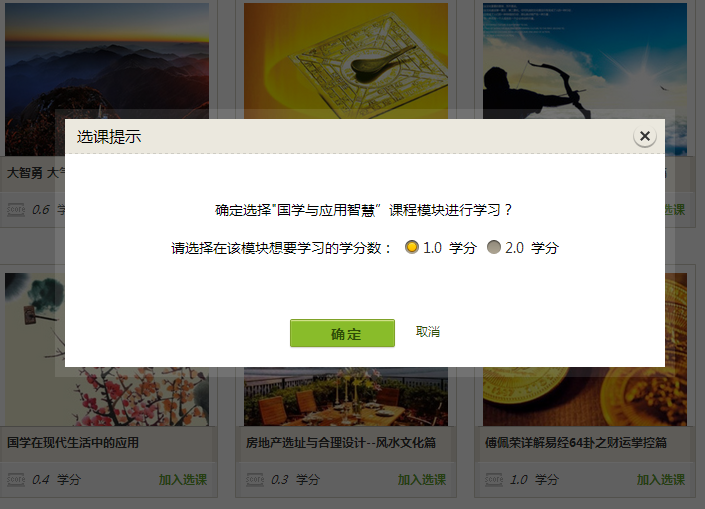 选课提示
确定选择"国学与应用智慧" 课程模块进行学习？
请选择在该模块想要学习的学分数： 1.0 学分 2.0 学分
确定 取消
大智勇 大
0.6 学
选课
国学在现代生活中的应用
0.4 学分 加入选课
房地产选址与合理设计--风水文化篇
0.3 学分 加入选课
傅佩荣详解易经64卦之财运掌控篇
1.0 学分 加入选课